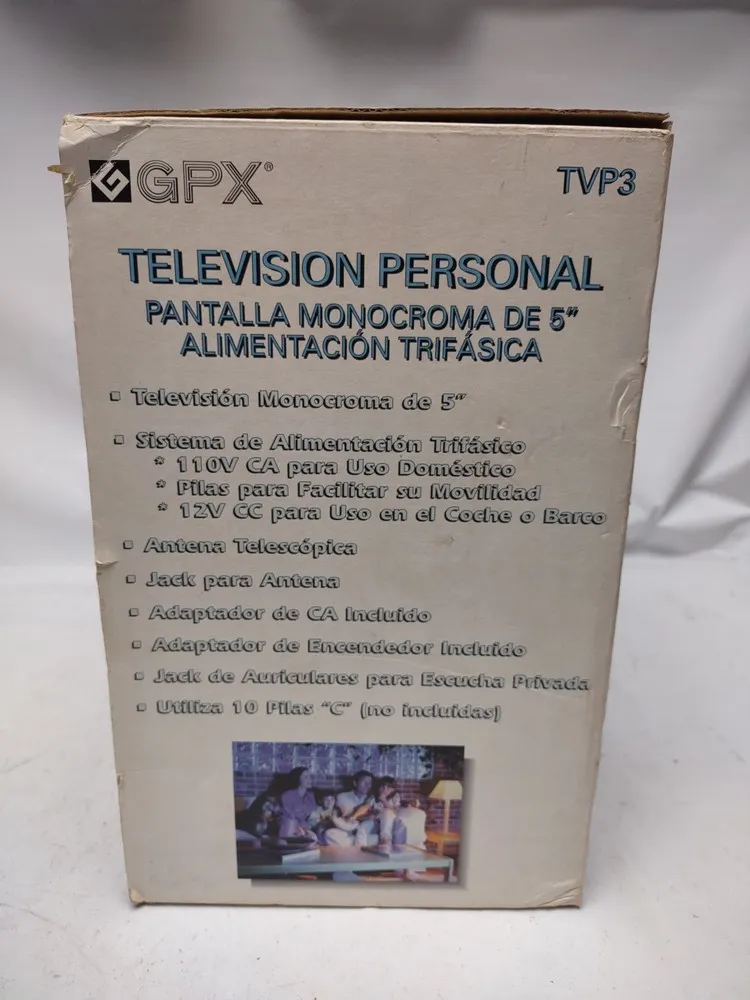 GPX®
TVP3
TELEVISION PERSONAL
PANTALLA MONOCROMA DE 5"
ALIMENTACIÓN TRIFÁSICA
Televisión Monocroma de 5"
Sistema de Alimentación Trifásico
* 110V CA para Uso Doméstico
* Pilas para Facilitar su Movilidad
* 12V CC para Uso en el Coche o Barco
Antena Telescópica
Jack para Antena
Adaptador de CA Incluido
Adaptador de Encendedor Incluido
Jack de Auriculares para Escucha Privada
Utiliza 10 Pilas "C" (no incluidas)